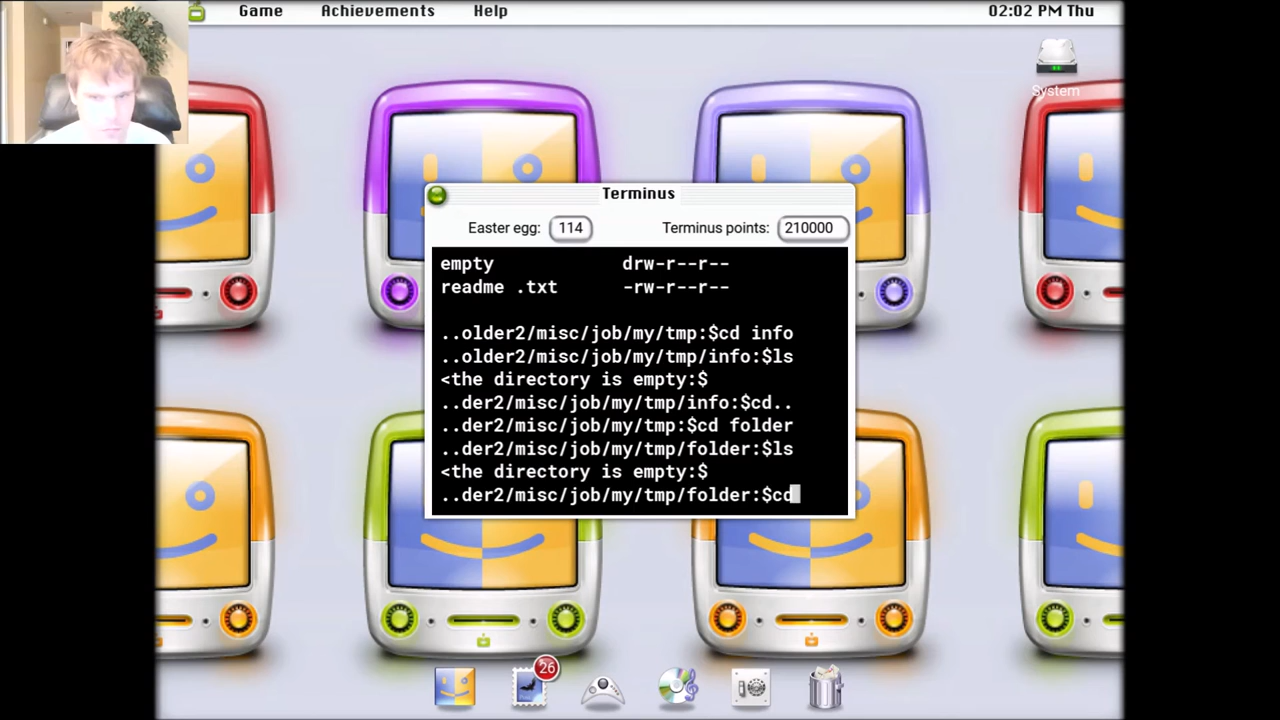 Game Achievements Help 02:02 PM Thu
System
Terminus
Easter egg: 114 Terminus points: 210000
empty drw-r--r--
readme .txt -rw-r--r--
..older2/misc/job/my/tmp:$cd info
..older2/misc/job/my/tmp/info:$ls
<the directory is empty:$
..der2/misc/job/my/tmp/info:$cd..
..der2/misc/job/my/tmp:$cd folder
..der2/misc/job/my/tmp/folder:$ls
<the directory is empty:$
..der2/misc/job/my/tmp/folder:$cd
26